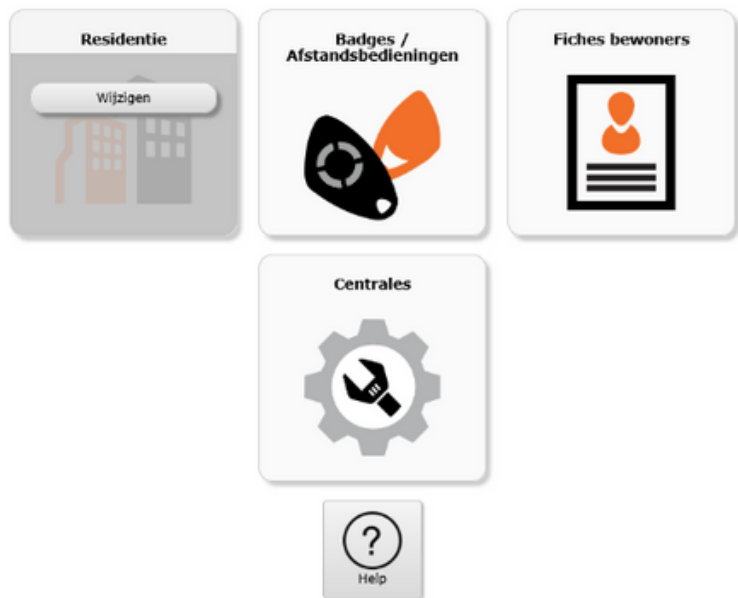 Residentie
Wijzigen
Badges /
Afstandsbedieningen
Fiches bewoners
Centrales
?
Help